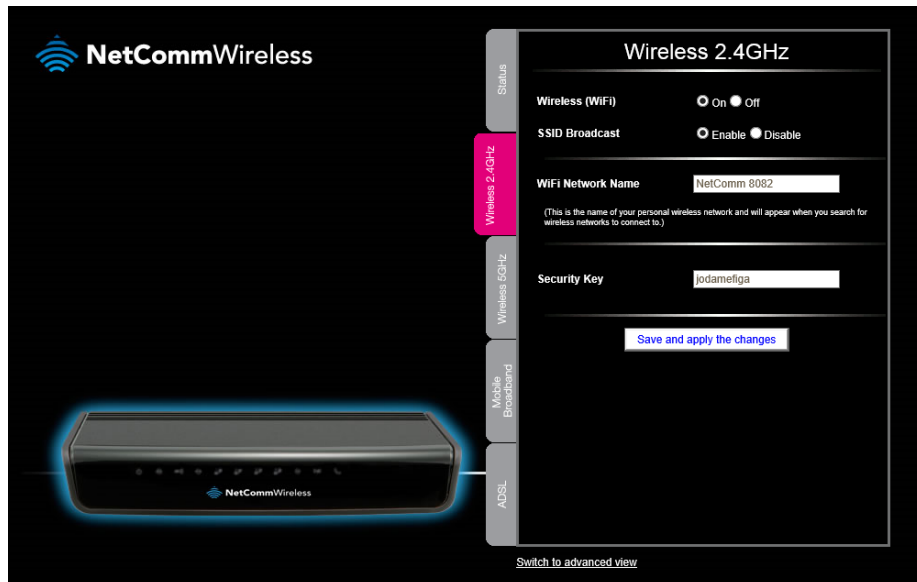 NetCommWireless
Status
Wireless 2.4GHz
Wireless 5GHz
Mobile
Broadband
ADSL
Wireless 2.4GHz
Wireless (WiFi) On Off
SSID Broadcast Enable Disable
WiFi Network Name NetComm 8082
(This is the name of your personal wireless network and will appear when you search for
wireless networks to connect to.)
Security Key jodamefiga
Save and apply the changes
NetCommWireless
Switch to advanced view